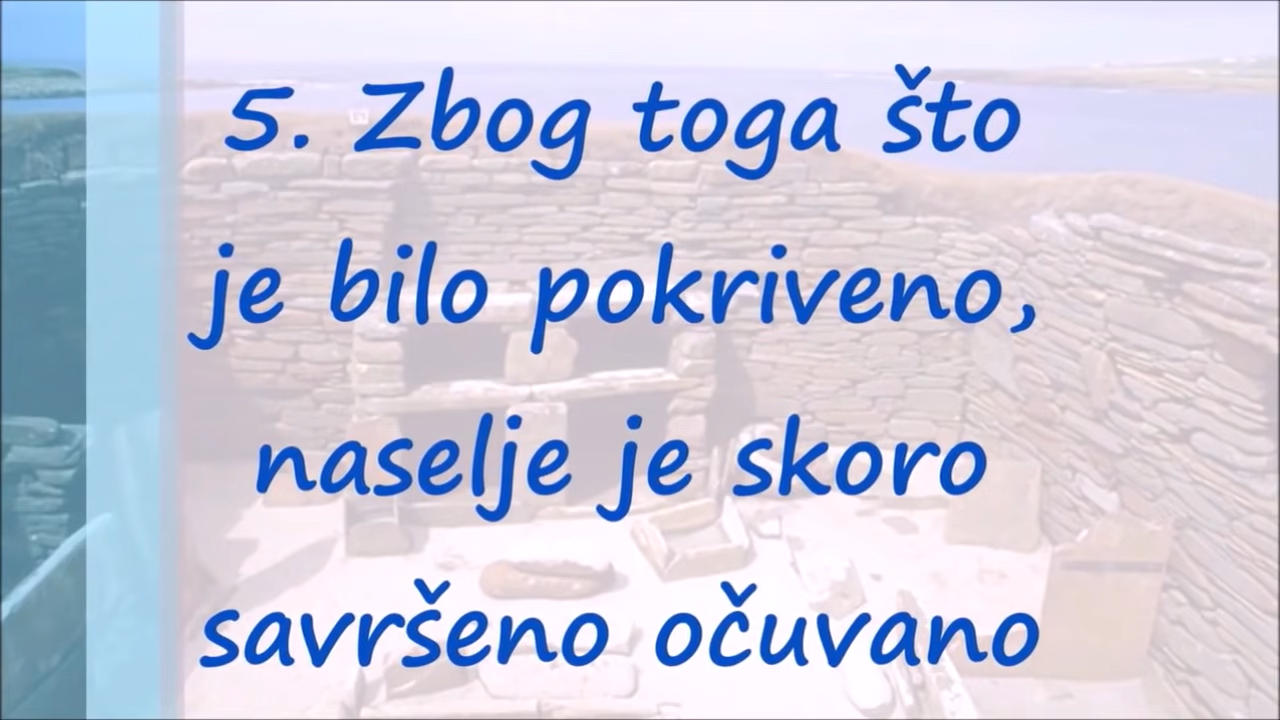 5. Zbog toga što
je bilo pokriveno,
naselje je skoro
savršeno očuvano